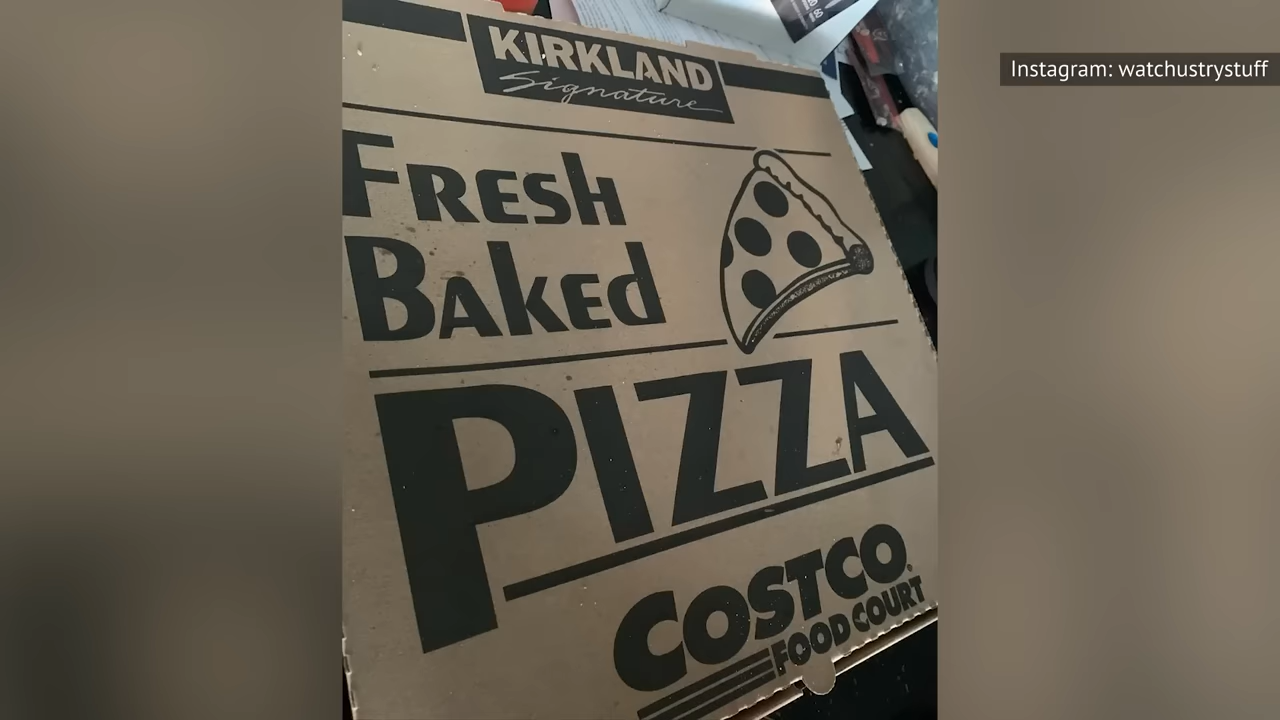 Instagram: watchustrystuff
KIRKLAND
Signature
FRESH
BAKED
PIZZA
COSTCO
FOOD COURT